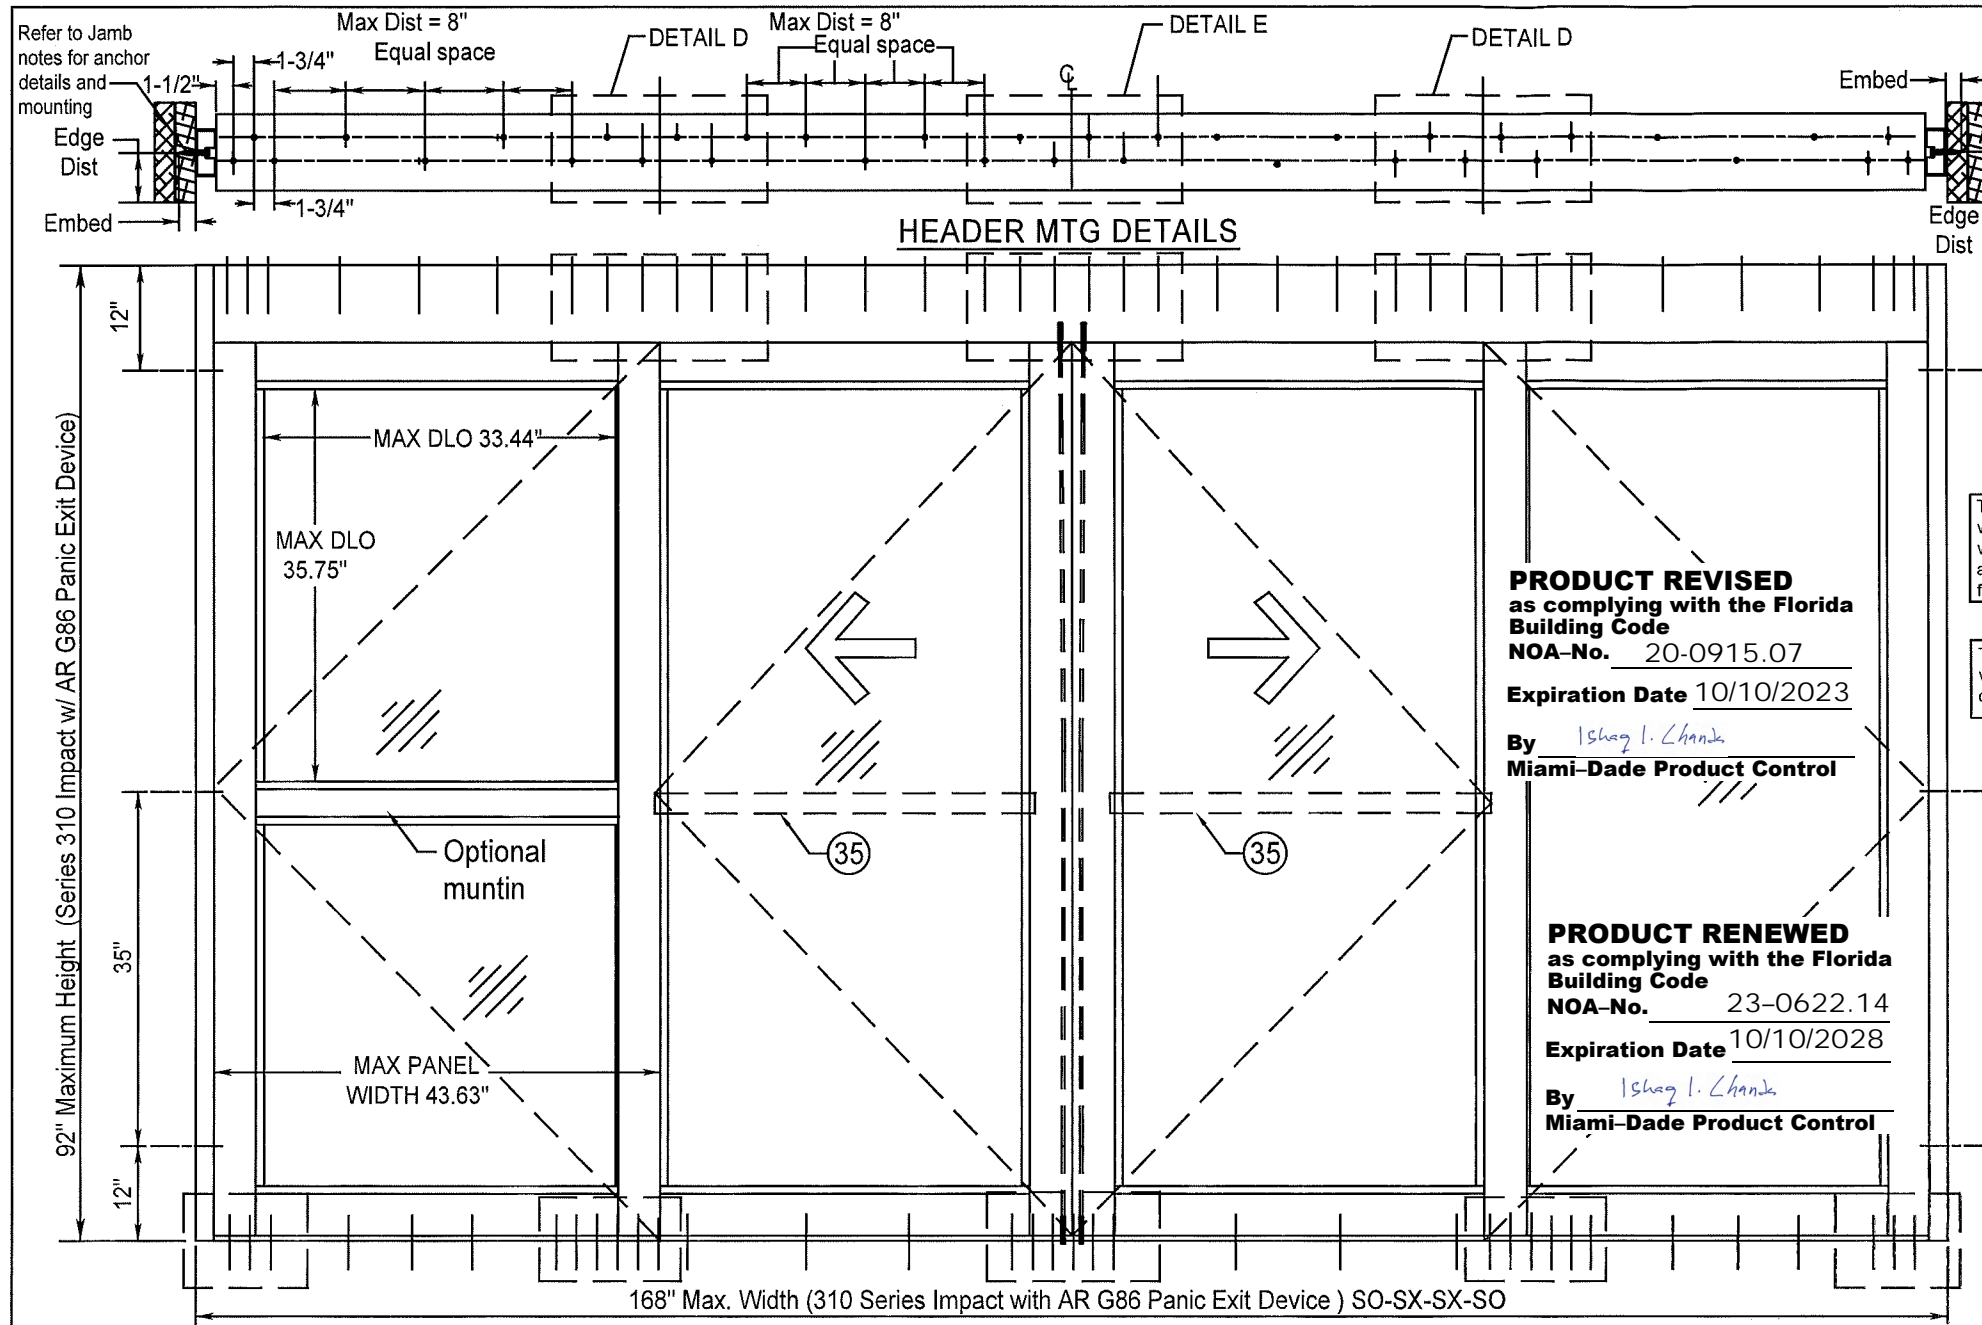 Refer to Jamb
notes for anchor
details and
mounting
1-1/2"
1-3/4"
Max Dist = 8"
Equal space
DETAIL D
Max Dist = 8"
Equal space
DETAIL E
DETAIL D
Embed
Edge
Dist
Embed
1-3/4"
Edge
Dist
HEADER MTG DETAILS
12"
MAX DLO 33.44"
MAX DLO
35.75"
92" Maximum Height (Series 310 Impact w/ AR G86 Panic Exit Device)
Optional
muntin
35
35
35"
MAX PANEL
WIDTH 43.63"
12"
PRODUCT REVISED
as complying with the Florida
Building Code
NOA–No. 20-0915.07
Expiration Date 10/10/2023
By Ishaq I. Chanda
Miami–Dade Product Control
PRODUCT RENEWED
as complying with the Florida
Building Code
NOA–No. 23–0622.14
Expiration Date 10/10/2028
By Ishaq I. Chanda
Miami–Dade Product Control
168" Max. Width (310 Series Impact with AR G86 Panic Exit Device ) SO-SX-SX-SO